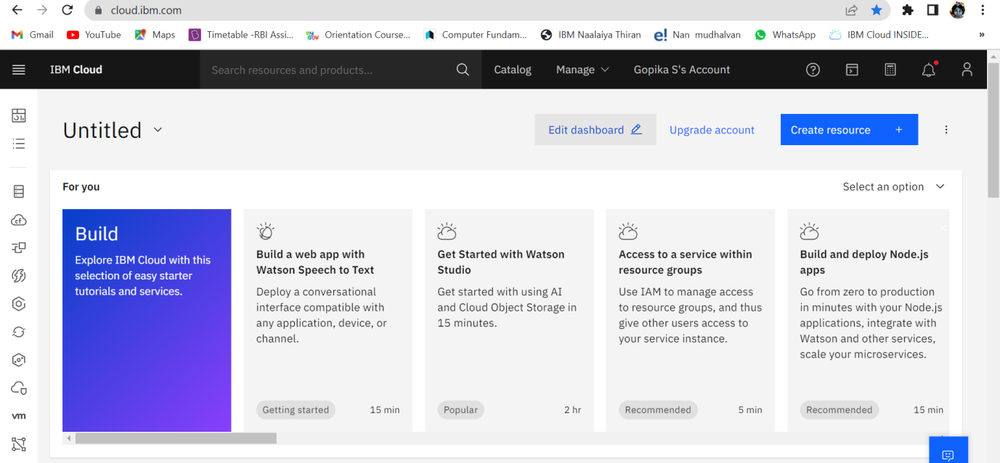 cloud.ibm.com
Gmail YouTube Maps Timetable -RBI Assi... Orientation Course... Computer Fundam... IBM Naalaiya Thiran Nan mudhalvan WhatsApp IBM Cloud INSIDE... »
IBM Cloud Search resources and products... Catalog Manage Gopika S's Account
Untitled Edit dashboard Upgrade account Create resource +
For you Select an option
Build
Explore IBM Cloud with this
selection of easy starter
tutorials and services.
Build a web app with
Watson Speech to Text
Deploy a conversational
interface compatible with
any application, device, or
channel.
Getting started 15 min
Get Started with Watson
Studio
Get started with using AI
and Cloud Object Storage in
15 minutes.
Popular 2 hr
Access to a service within
resource groups
Use IAM to manage access
to resource groups, and thus
give other users access to
your service instance.
Recommended 5 min
Build and deploy Node.js
apps
Go from zero to production
in minutes with your Node.js
applications, integrate with
Watson and other services,
scale your microservices.
Recommended 15 min
cf
vm